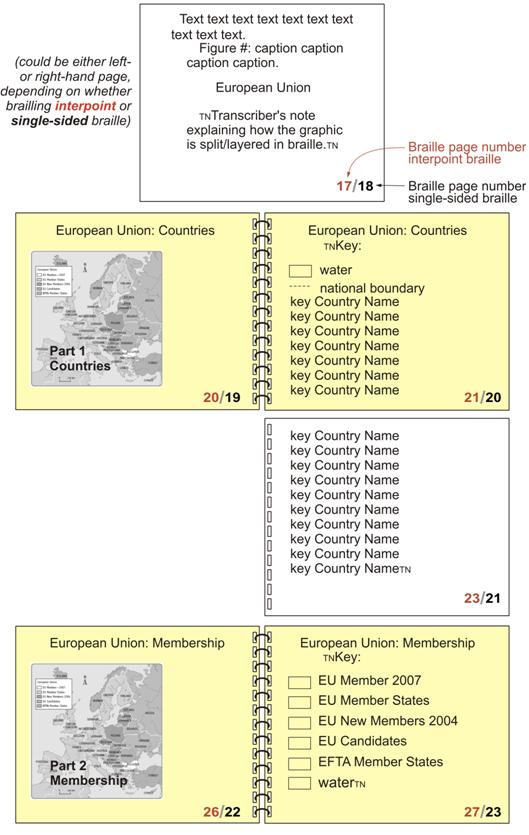 Text text text text text text text
text text text.
Figure #: caption caption
caption caption.
European Union
TNTranscriber's note
explaining how the graphic
is split/layered in braille.TN
17/18
(could be either left-
or right-hand page,
depending on whether
brailling interpoint or
single-sided braille)
Braille page number
interpoint braille
Braille page number
single-sided braille
European Union: Countries
Part 1
Countries
20/19
European Union: Countries
TNKey:
water
national boundary
key Country Name
key Country Name
key Country Name
key Country Name
key Country Name
key Country Name
key Country Name
21/20
key Country Name
key Country Name
key Country Name
key Country Name
key Country Name
key Country Name
key Country Name
key Country Name
key Country Name
key Country NameTN
23/21
European Union: Membership
Part 2
Membership
26/22
European Union: Membership
TNKey:
EU Member 2007
EU Member States
EU New Members 2004
EU Candidates
EFTA Member States
waterTN
27/23